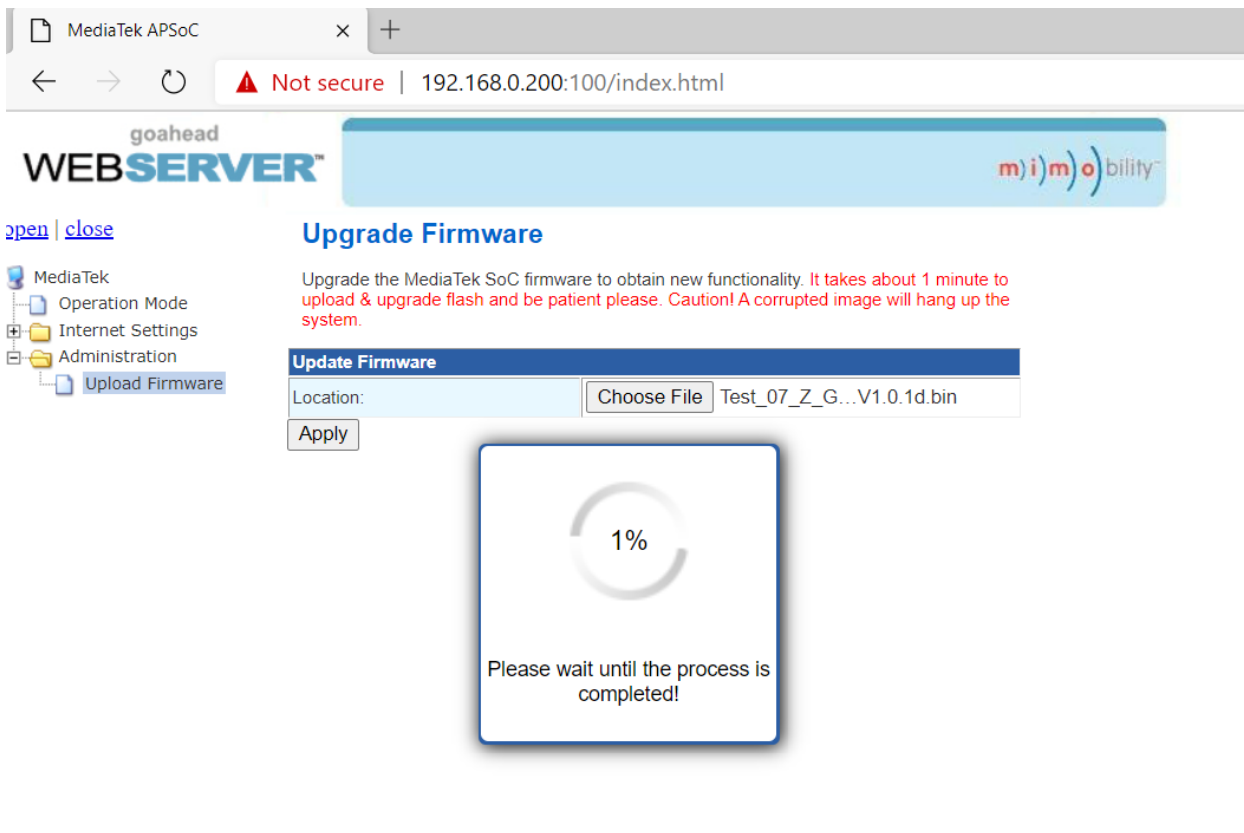 MediaTek APSoC
Not secure | 192.168.0.200:100/index.html
goahead
WEBSERVER™
m)i)m)o)bility™
open | close
MediaTek
Operation Mode
Internet Settings
Administration
Upload Firmware
Upgrade Firmware
Upgrade the MediaTek SoC firmware to obtain new functionality. It takes about 1 minute to
upload & upgrade flash and be patient please. Caution! A corrupted image will hang up the
system.
Update Firmware
Location: Choose File Test_07_Z_G...V1.0.1d.bin
Apply
1%
Please wait until the process is
completed!